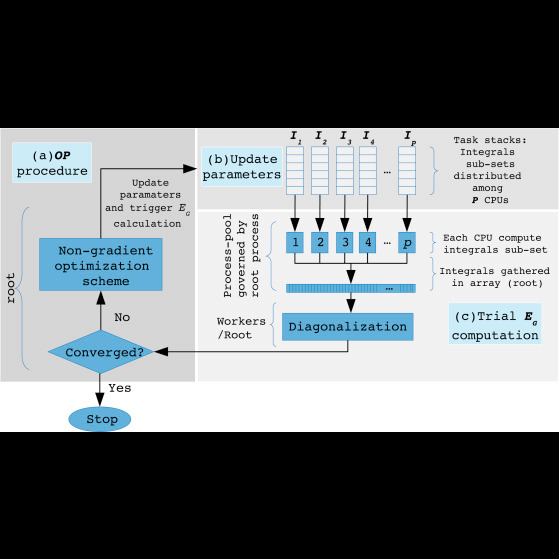 (a)OP
procedure
Update
paramaters
and trigger E_G
calculation
root
Non-gradient
optimization
scheme
No
Converged?
Yes
Stop
(b)Update
parameters
I_1 I_2 I_3 I_4 I_P
...
Task stacks:
Integrals
sub-sets
distributed
among
P CPUs
Process-pool
governed by
root process
1 2 3 4 ... p
Each CPU compute
integrals sub-set
Integrals gathered
in array (root)
...
Workers
/Root
Diagonalization
(c)Trial E_G
computation